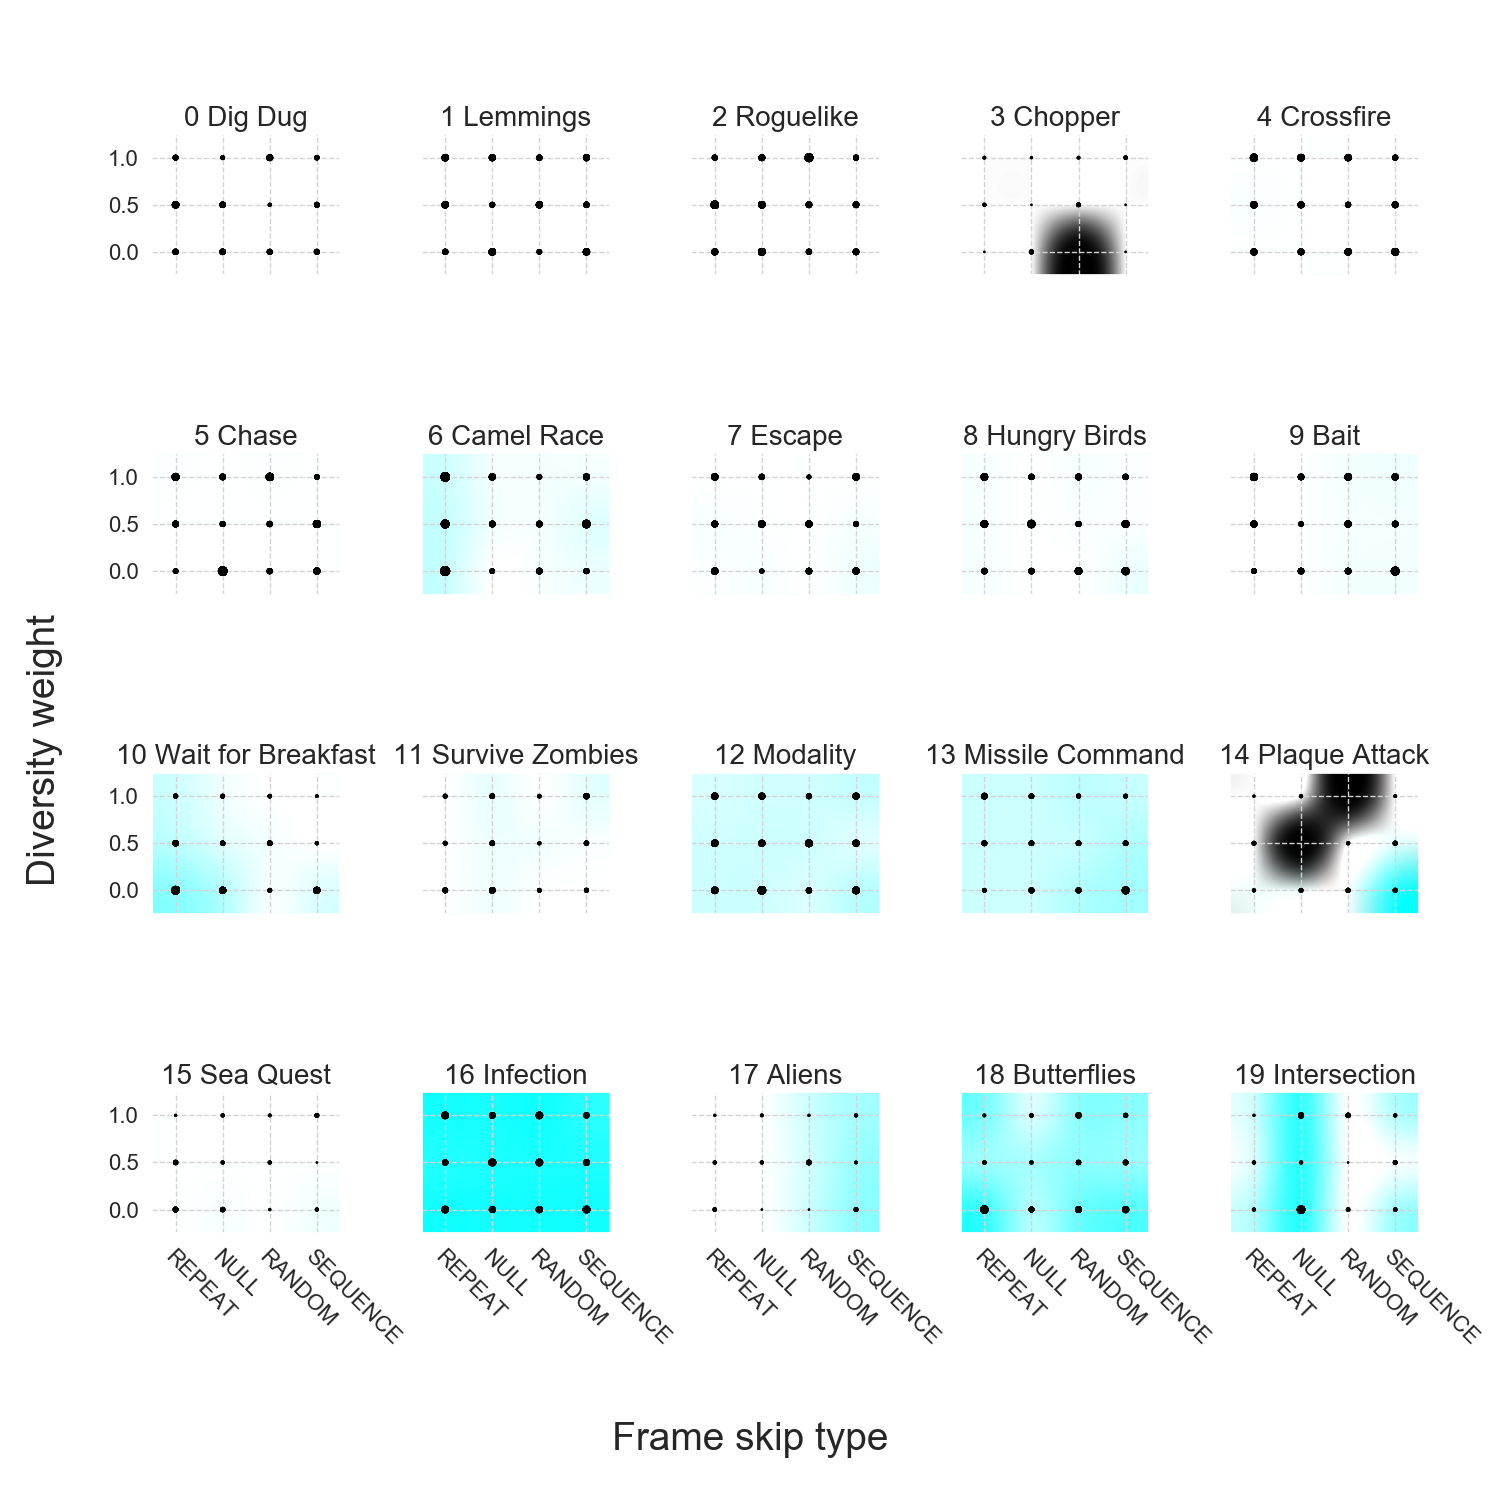 0 Dig Dug
1 Lemmings
2 Roguelike
3 Chopper
4 Crossfire
1.0
0.5
0.0
5 Chase
6 Camel Race
7 Escape
8 Hungry Birds
9 Bait
1.0
0.5
0.0
Diversity weight
10 Wait for Breakfast
11 Survive Zombies
12 Modality
13 Missile Command
14 Plaque Attack
1.0
0.5
0.0
15 Sea Quest
16 Infection
17 Aliens
18 Butterflies
19 Intersection
1.0
0.5
0.0
REPEAT
NULL
RANDOM
SEQUENCE
REPEAT
NULL
RANDOM
SEQUENCE
REPEAT
NULL
RANDOM
SEQUENCE
REPEAT
NULL
RANDOM
SEQUENCE
REPEAT
NULL
RANDOM
SEQUENCE
Frame skip type